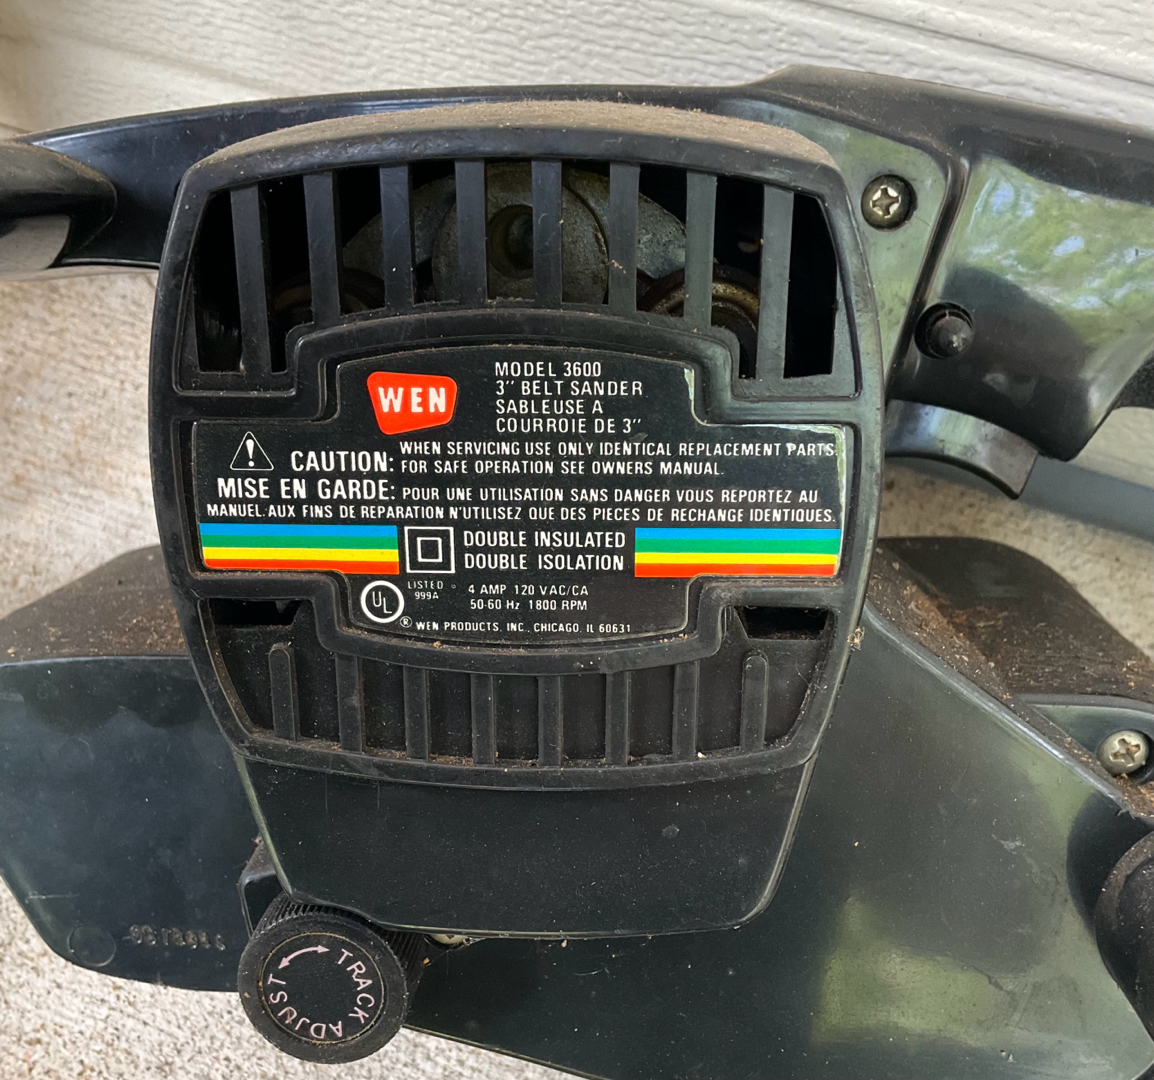 WEN
MODEL 3600
3" BELT SANDER
SABLEUSE A
COURROIE DE 3"
CAUTION: WHEN SERVICING USE ONLY IDENTICAL REPLACEMENT PARTS.
FOR SAFE OPERATION SEE OWNERS MANUAL.
MISE EN GARDE: POUR UNE UTILISATION SANS DANGER VOUS REPORTEZ AU
MANUEL. AUX FINS DE REPARATION N'UTILISEZ QUE DES PIECES DE RECHANGE IDENTIQUES.
DOUBLE INSULATED
DOUBLE ISOLATION
UL ®
LISTED
999A
4 AMP 120 VAC/CA
50-60 Hz 1800 RPM
WEN PRODUCTS, INC., CHICAGO, IL 60631
TRACK ADJUST